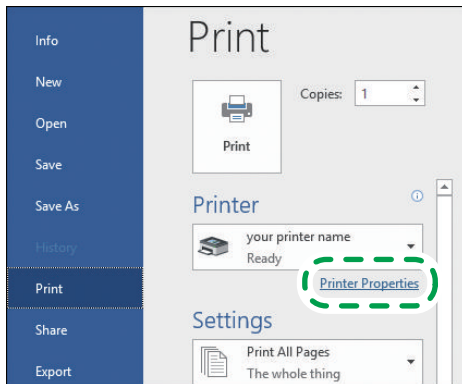 Info
New
Open
Save
Save As
History
Print
Share
Export
Print
Print
Copies: 1
Printer
your printer name
Ready
Printer Properties
Settings
Print All Pages
The whole thing